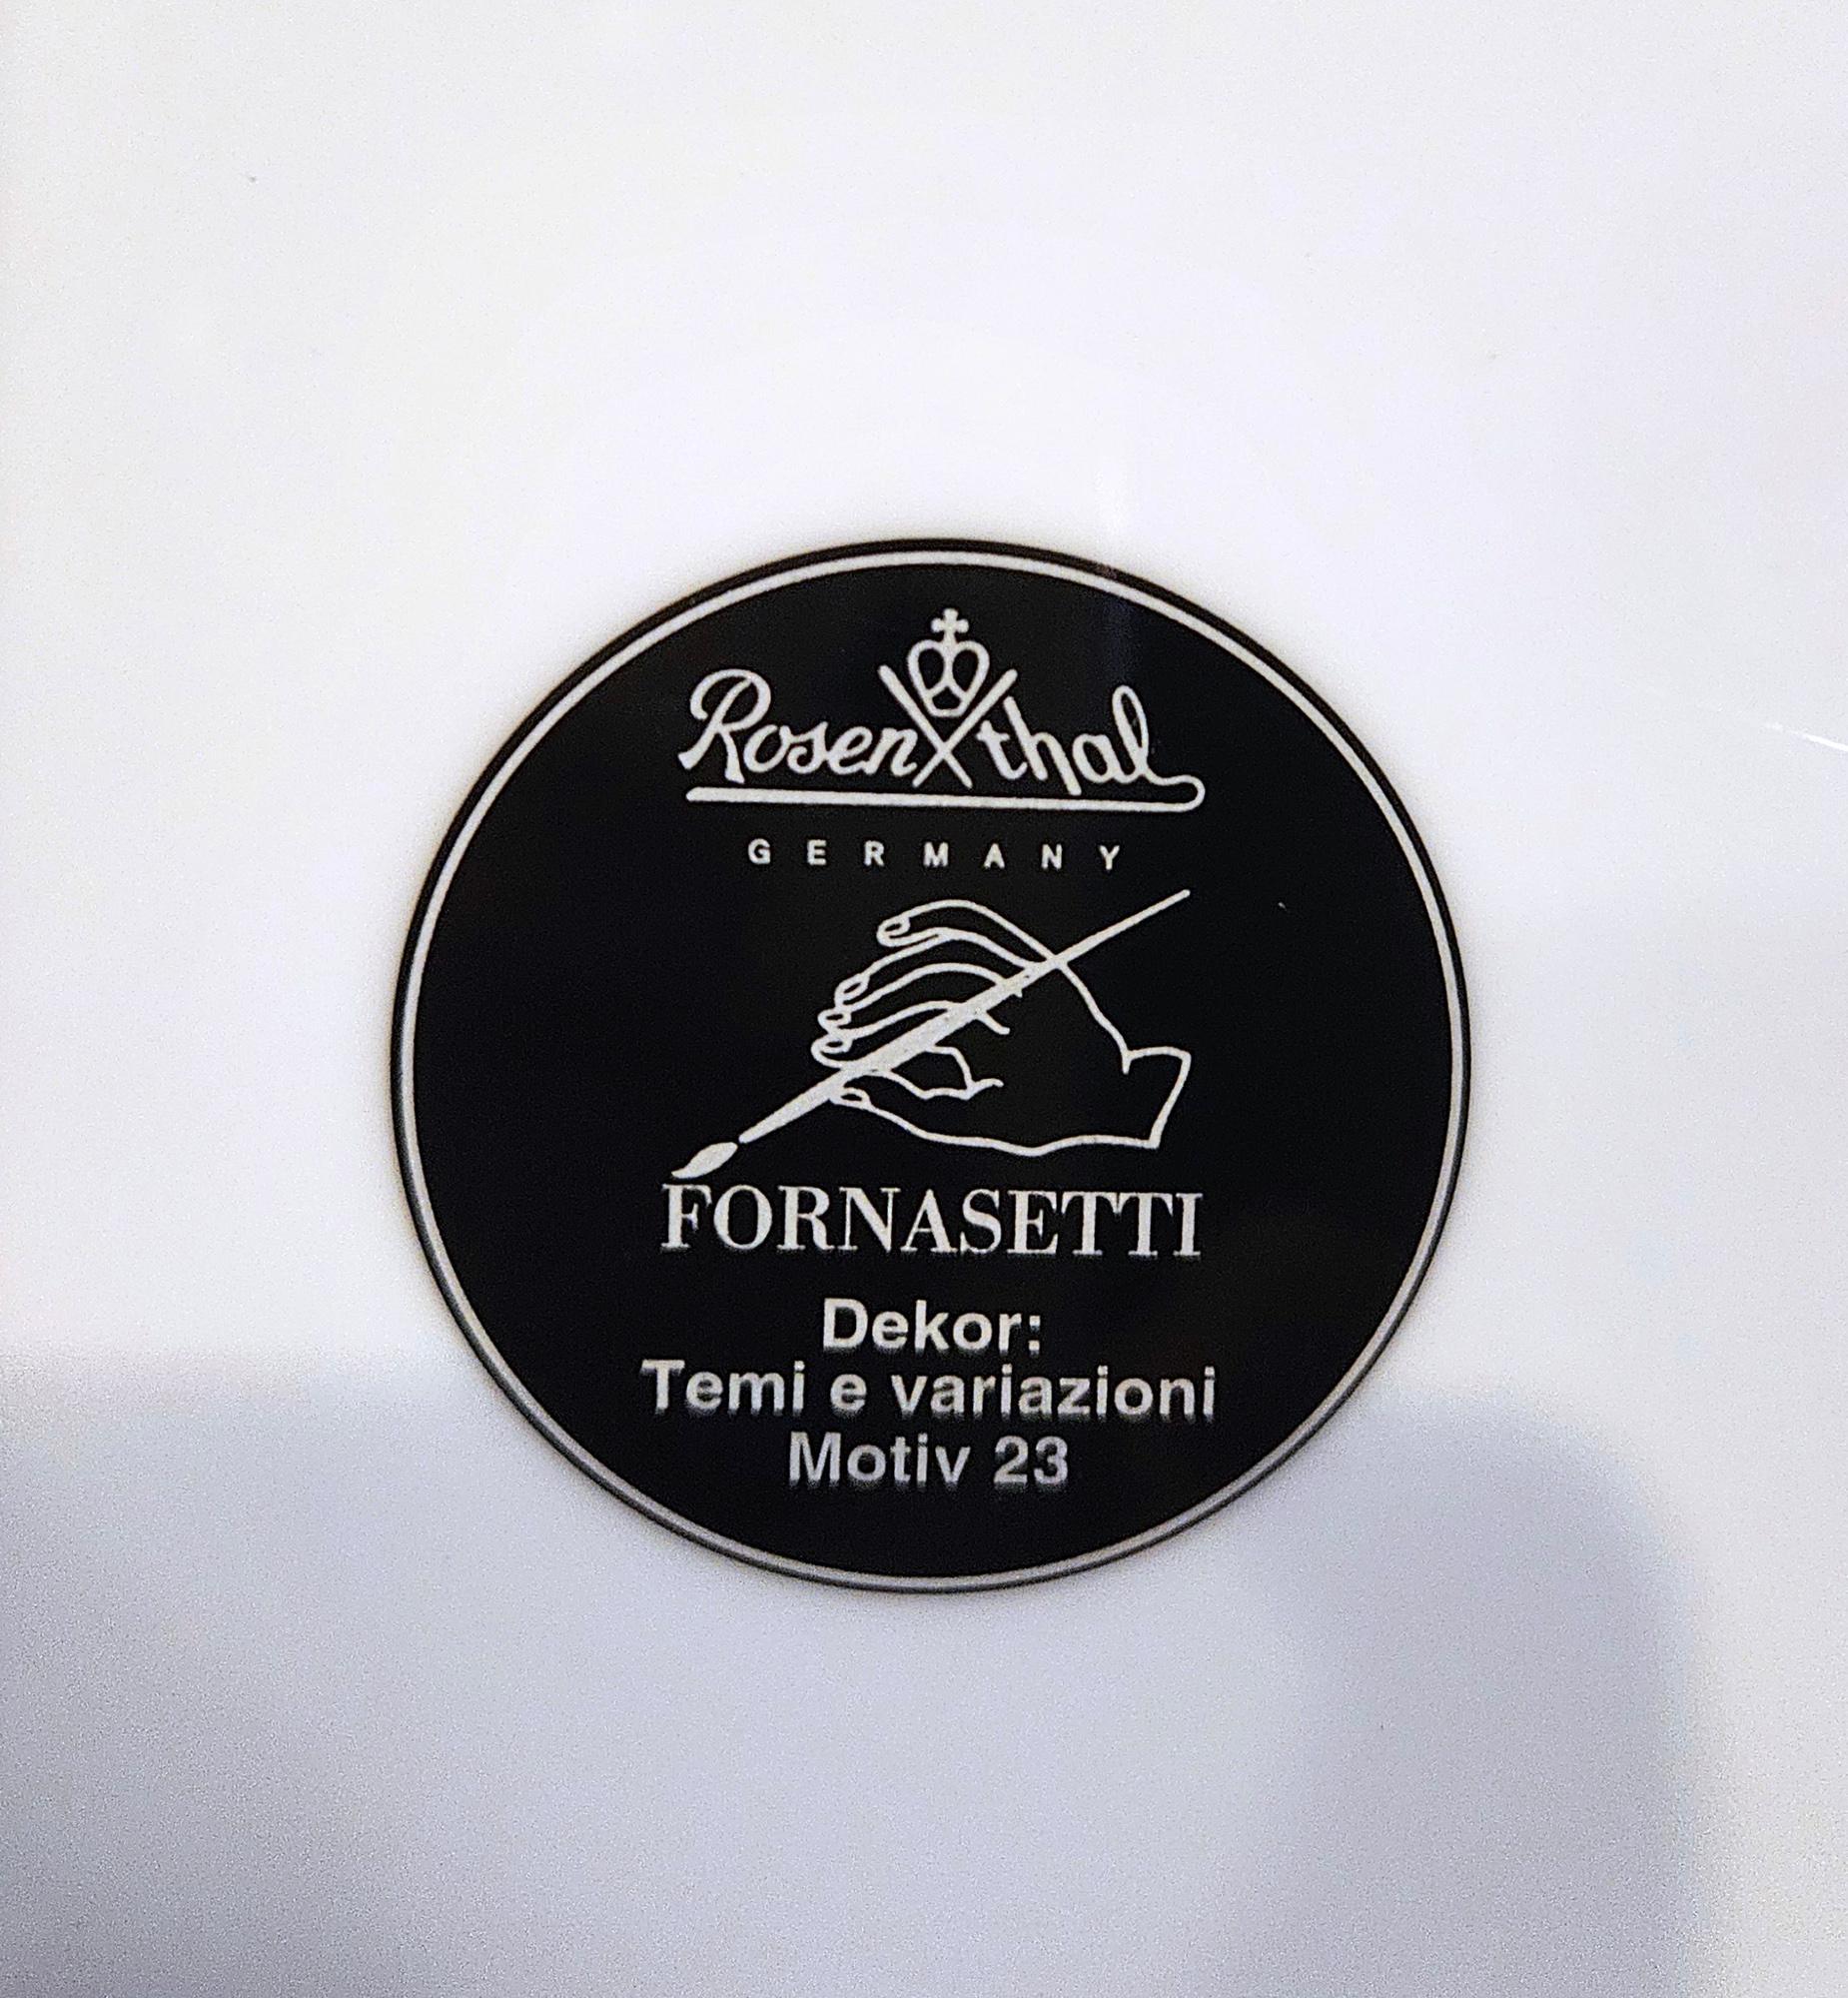 Rosenthal
GERMANY
FORNASETTI
Dekor:
Temi e variazioni
Motiv 23